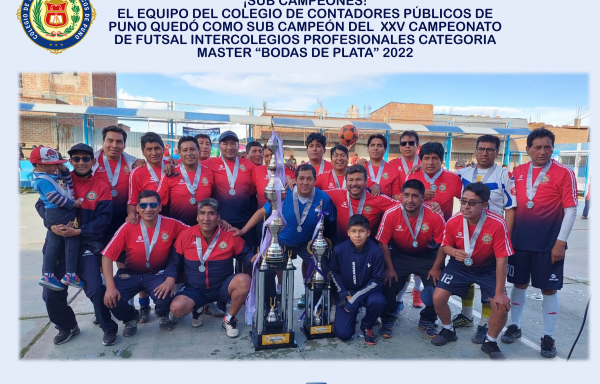 ¡SUB CAMPEONES!
EL EQUIPO DEL COLEGIO DE CONTADORES PÚBLICOS DE
PUNO QUEDÓ COMO SUB CAMPEÓN DEL XXV CAMPEONATO
DE FUTSAL INTERCOLEGIOS PROFESIONALES CATEGORIA
MASTER “BODAS DE PLATA” 2022
12